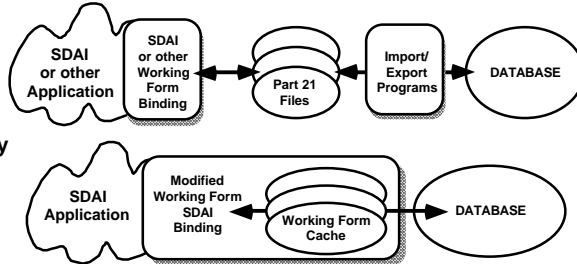 SDAI
or other
Application
SDAI
or other
Working
Form
Binding
Part 21
Files
Import/
Export
Programs
DATABASE
y
SDAI
Application
Modified
Working Form
SDAI
Binding
Working Form
Cache
DATABASE